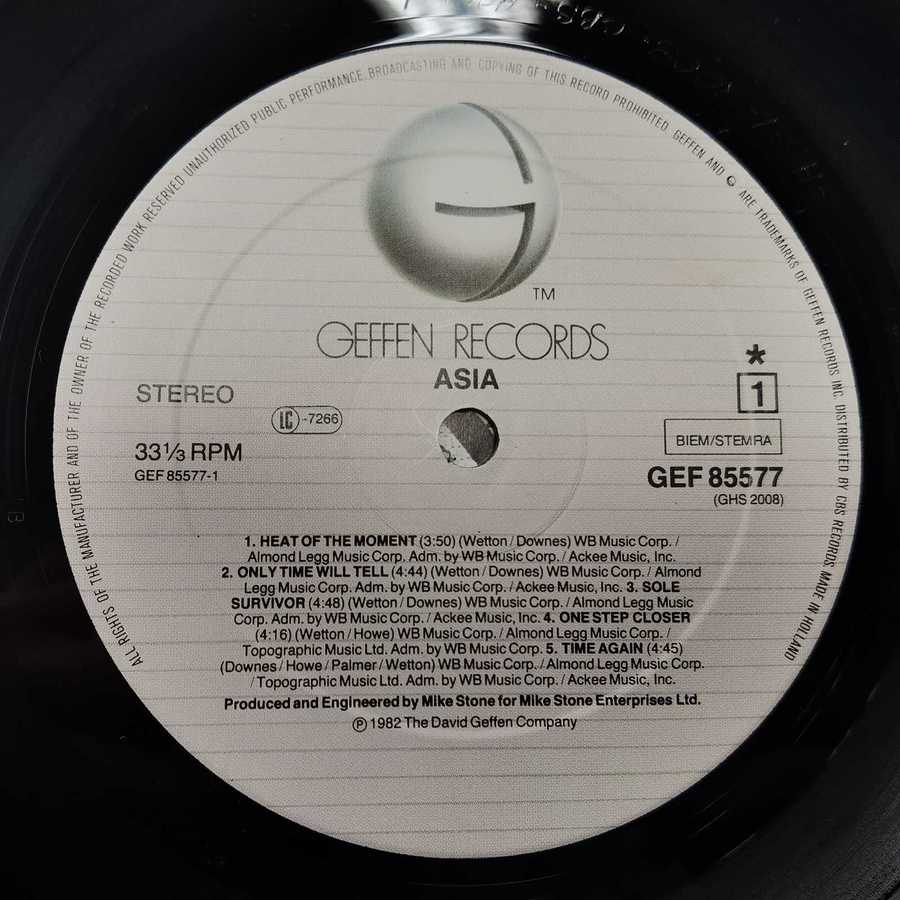 ALL RIGHTS OF THE MANUFACTURER AND OF THE OWNER OF THE RECORDED WORK RESERVED UNAUTHORIZED PUBLIC PERFORMANCE, BROADCASTING AND COPYING OF THIS RECORD PROHIBITED. GEFFEN AND G ARE TRADEMARKS OF GEFFEN RECORDS INC. DISTRIBUTED BY CBS RECORDS. MADE IN HOLLAND
TM
GEFFEN RECORDS
ASIA
STEREO
LC -7266
33⅓ RPM
GEF 85577-1
*
1
BIEM/STEMRA
GEF 85577
(GHS 2008)
1. HEAT OF THE MOMENT (3:50) (Wetton/Downes) WB Music Corp. /
Almond Legg Music Corp. Adm. by WB Music Corp. / Ackee Music, Inc.
2. ONLY TIME WILL TELL (4:44) (Wetton/Downes) WB Music Corp. / Almond
Legg Music Corp. Adm. by WB Music Corp. / Ackee Music, Inc. 3. SOLE
SURVIVOR (4:48) (Wetton/Downes) WB Music Corp. / Almond Legg Music
Corp. Adm. by WB Music Corp. / Ackee Music, Inc. 4. ONE STEP CLOSER
(4:16) (Wetton/Howe) WB Music Corp. / Almond Legg Music Corp. /
Topographic Music Ltd. Adm. by WB Music Corp. 5. TIME AGAIN (4:45)
(Downes/Howe/Palmer/Wetton) WB Music Corp. / Almond Legg Music Corp.
/ Topographic Music Ltd. Adm. by WB Music Corp. / Ackee Music, Inc.
Produced and Engineered by Mike Stone for Mike Stone Enterprises Ltd.
℗ 1982 The David Geffen Company